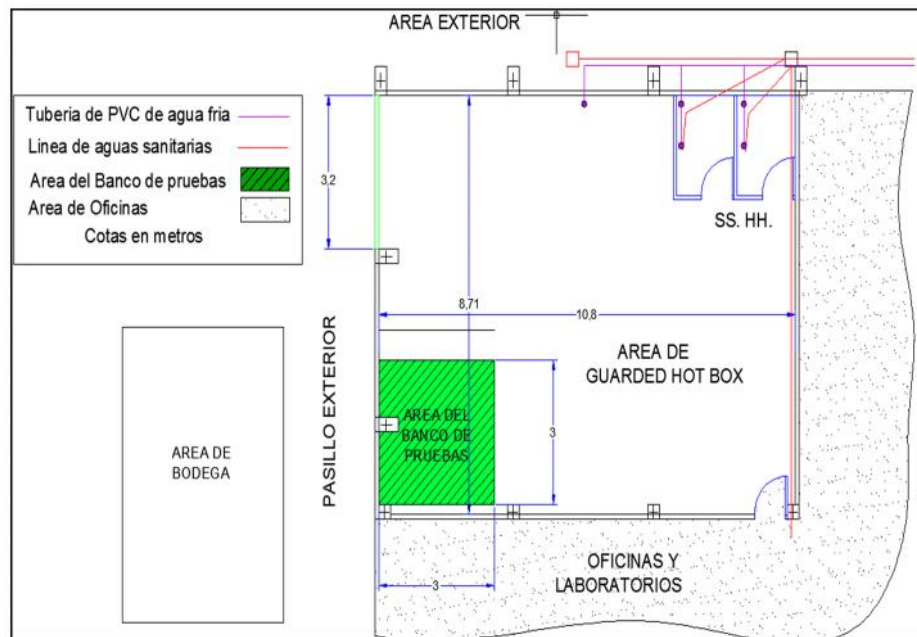 AREA EXTERIOR
Tuberia de PVC de agua fria
Linea de aguas sanitarias
Area del Banco de pruebas
Area de Oficinas
Cotas en metros
3,2
SS. HH.
8,71
10,8
AREA DE
GUARDED HOT BOX
PASILLO EXTERIOR
AREA DEL
BANCO DE
PRUEBAS
3
AREA DE
BODEGA
OFICINAS Y
LABORATORIOS
3